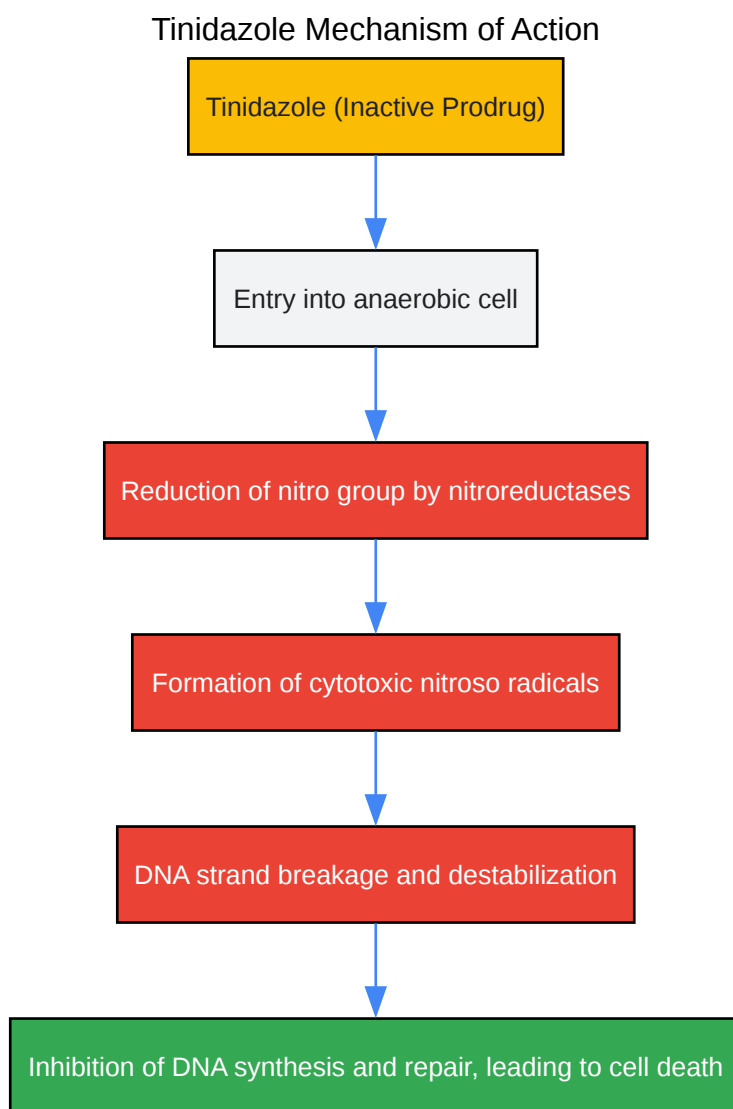 Tinidazole Mechanism of Action
Tinidazole (Inactive Prodrug)
Entry into anaerobic cell
Reduction of nitro group by nitroreductases
Formation of cytotoxic nitroso radicals
DNA strand breakage and destabilization
Inhibition of DNA synthesis and repair, leading to cell death